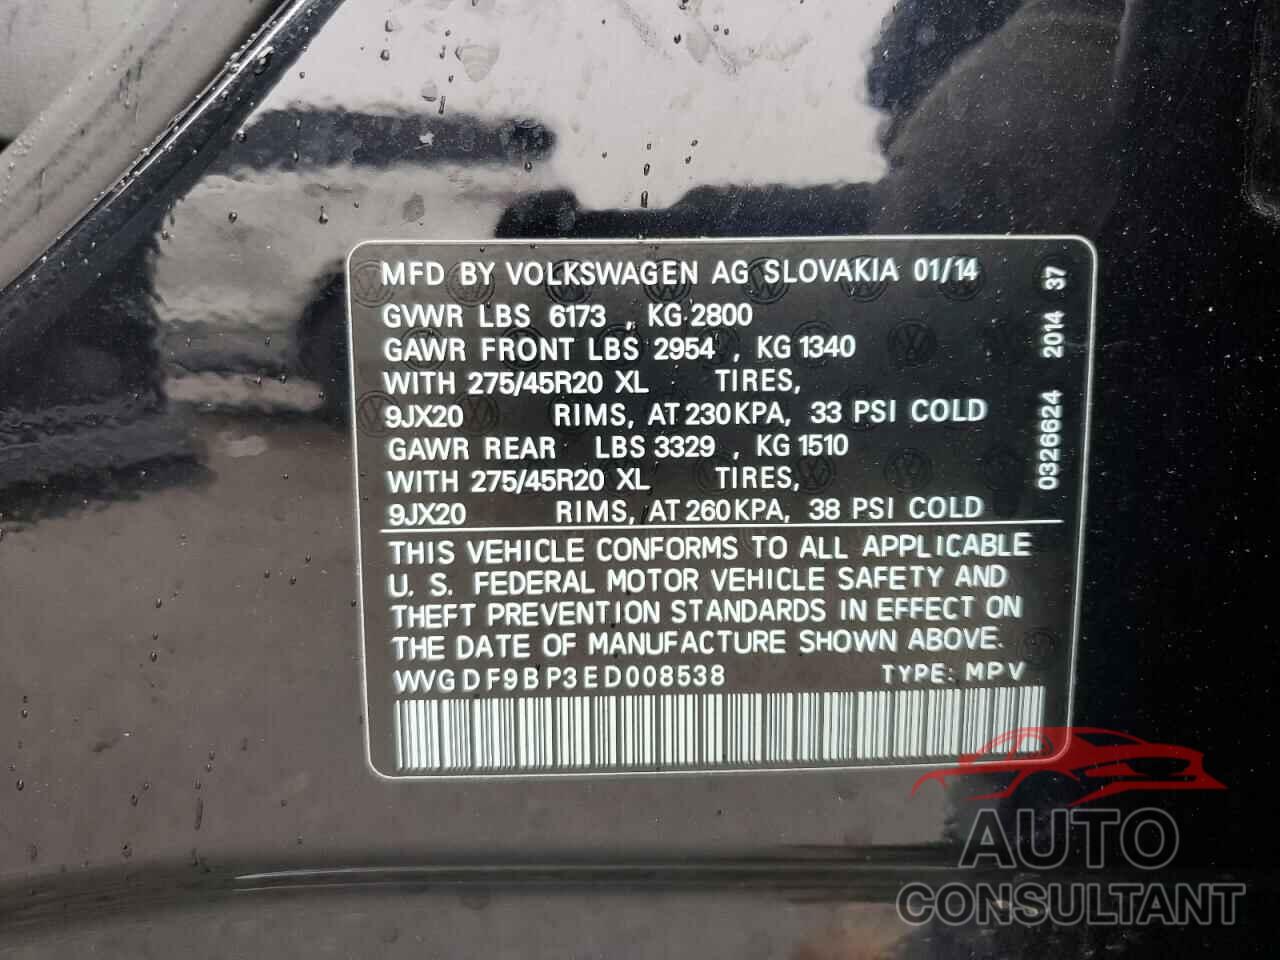 MFD BY VOLKSWAGEN AG SLOVAKIA 01/14
GVWR LBS 6173 , KG 2800
GAWR FRONT LBS 2954 , KG 1340
WITH 275/45R20 XL TIRES,
9JX20 RIMS, AT 230 KPA, 33 PSI COLD
GAWR REAR LBS 3329 , KG 1510
WITH 275/45R20 XL TIRES,
9JX20 RIMS, AT 260 KPA, 38 PSI COLD
THIS VEHICLE CONFORMS TO ALL APPLICABLE
U. S. FEDERAL MOTOR VEHICLE SAFETY AND
THEFT PREVENTION STANDARDS IN EFFECT ON
THE DATE OF MANUFACTURE SHOWN ABOVE.
WVGDF9BP3ED008538 TYPE: MPV
0326624 2014 37
AUTO
CONSULTANT